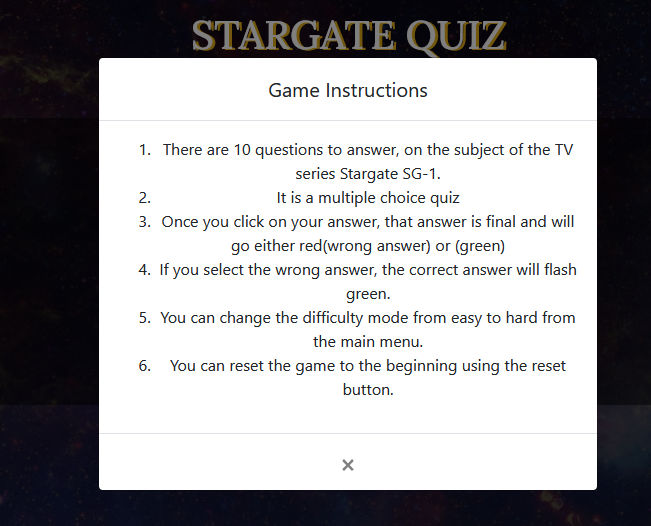 STARGATE QUIZ
Game Instructions
1. There are 10 questions to answer, on the subject of the TV
series Stargate SG-1.
2. It is a multiple choice quiz
3. Once you click on your answer, that answer is final and will
go either red(wrong answer) or (green)
4. If you select the wrong answer, the correct answer will flash
green.
5. You can change the difficulty mode from easy to hard from
the main menu.
6. You can reset the game to the beginning using the reset
button.
×